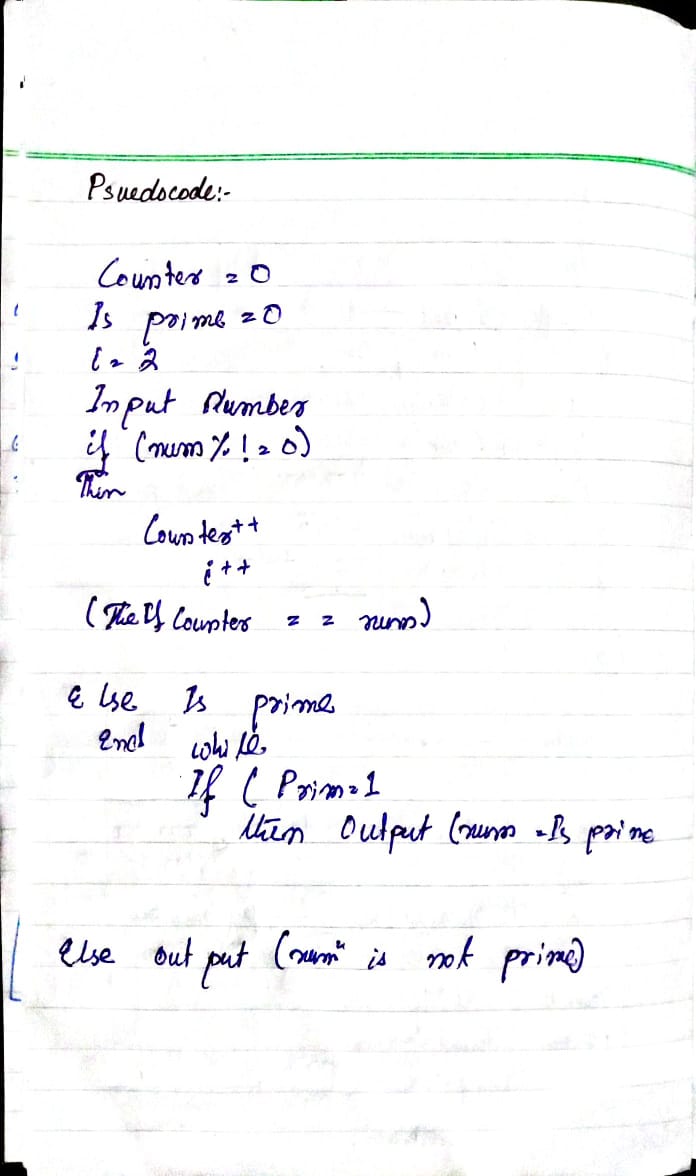 Psuedocode:-
Counter = 0
Is prime = 0
i = 2
Input Number
if (num % ! = 0)
Then
Counter++
i++
(The If Counter = = num)
Else Is prime
End while
If ( Prim=1
then Output (num - Is prime
Else out put (num" is not prime)